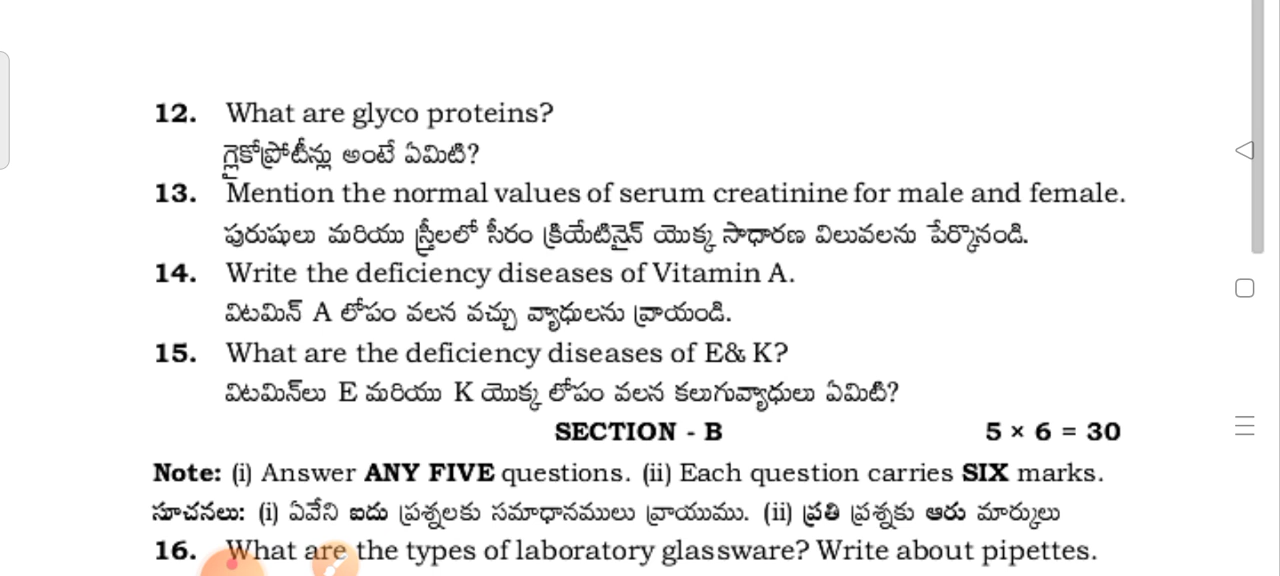 12. What are glyco proteins?
గ్లైకోప్రోటీన్లు అంటే ఏమిటి?
13. Mention the normal values of serum creatinine for male and female.
పురుషులు మరియు స్త్రీలలో సీరం క్రియేటినైన్ యొక్క సాధారణ విలువలను పేర్కొనండి.
14. Write the deficiency diseases of Vitamin A.
విటమిన్ A లోపం వలన వచ్చు వ్యాధులను వ్రాయండి.
15. What are the deficiency diseases of E& K?
విటమిన్‌లు E మరియు K యొక్క లోపం వలన కలుగువ్యాధులు ఏమిటి?
SECTION - B 5 × 6 = 30
Note: (i) Answer ANY FIVE questions. (ii) Each question carries SIX marks.
సూచనలు: (i) ఏవేని ఐదు ప్రశ్నలకు సమాధానములు వ్రాయుము. (ii) ప్రతి ప్రశ్నకు ఆరు మార్కులు
16. What are the types of laboratory glassware? Write about pipettes.